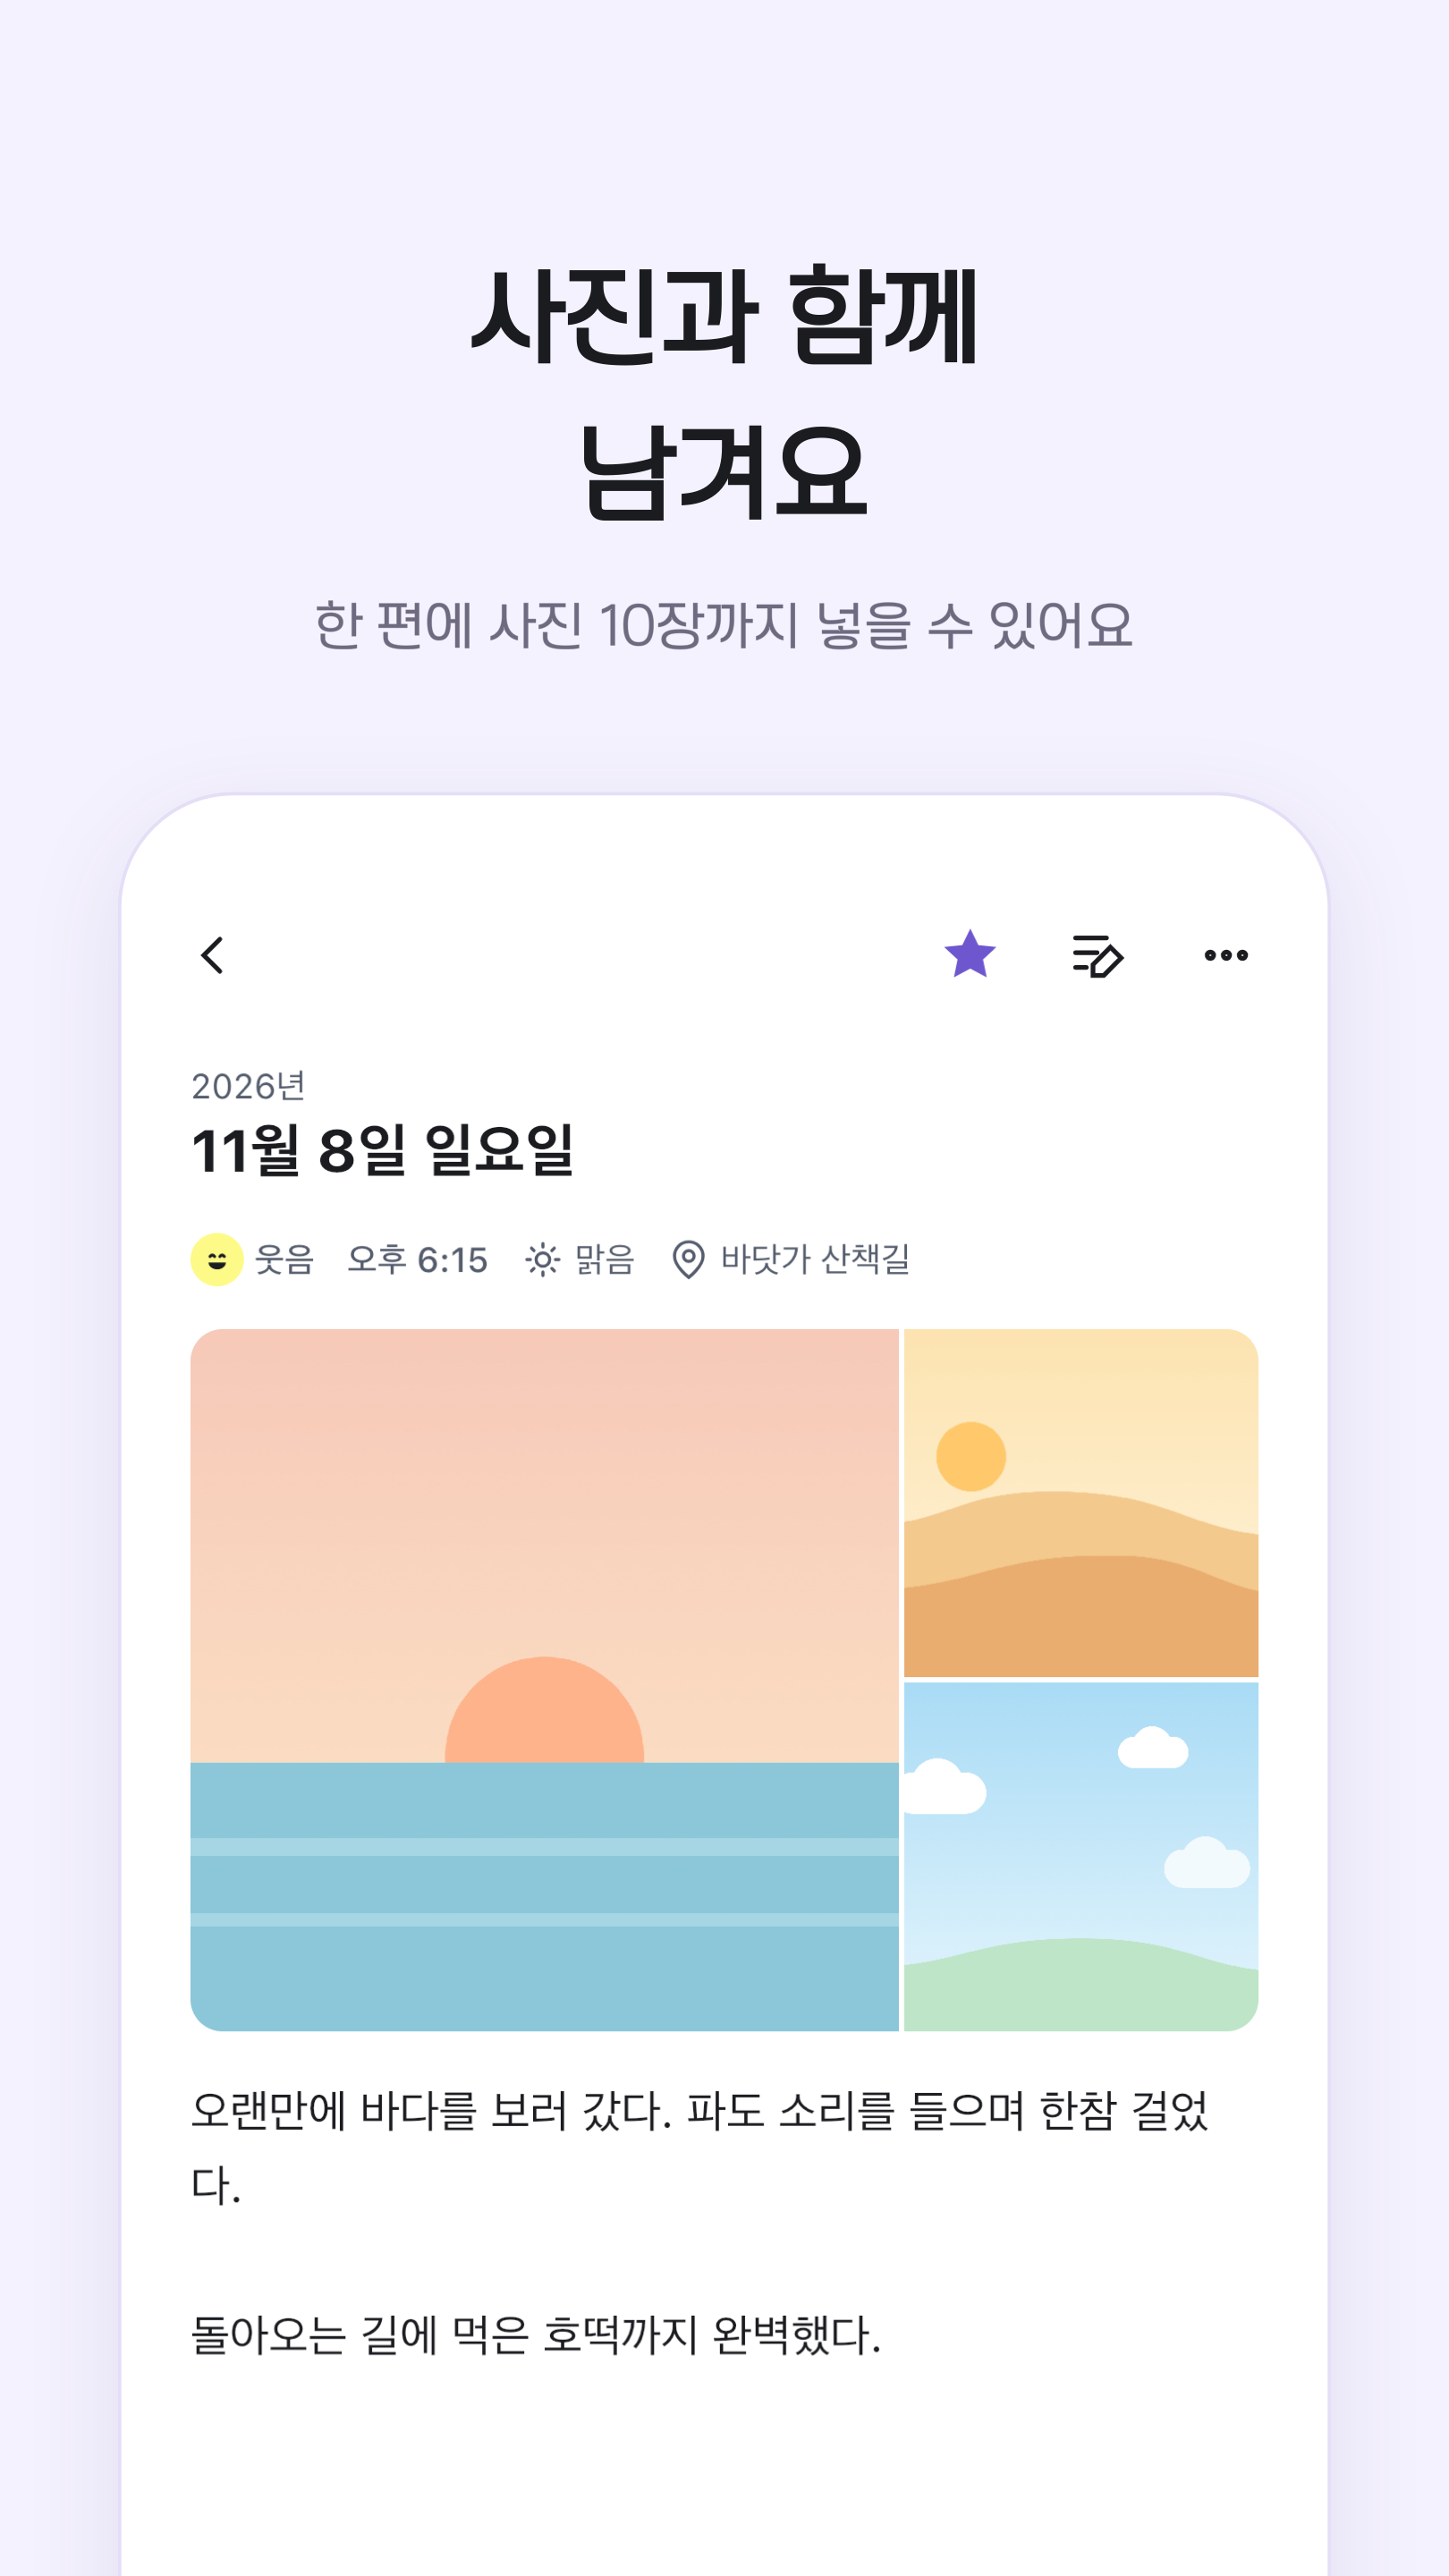 사진과 함께
남겨요
한 편에 사진 10장까지 넣을 수 있어요
2026년
11월 8일 일요일
웃음 오후 6:15 맑음 바닷가 산책길
오랜만에 바다를 보러 갔다. 파도 소리를 들으며 한참 걸었
다.
돌아오는 길에 먹은 호떡까지 완벽했다.